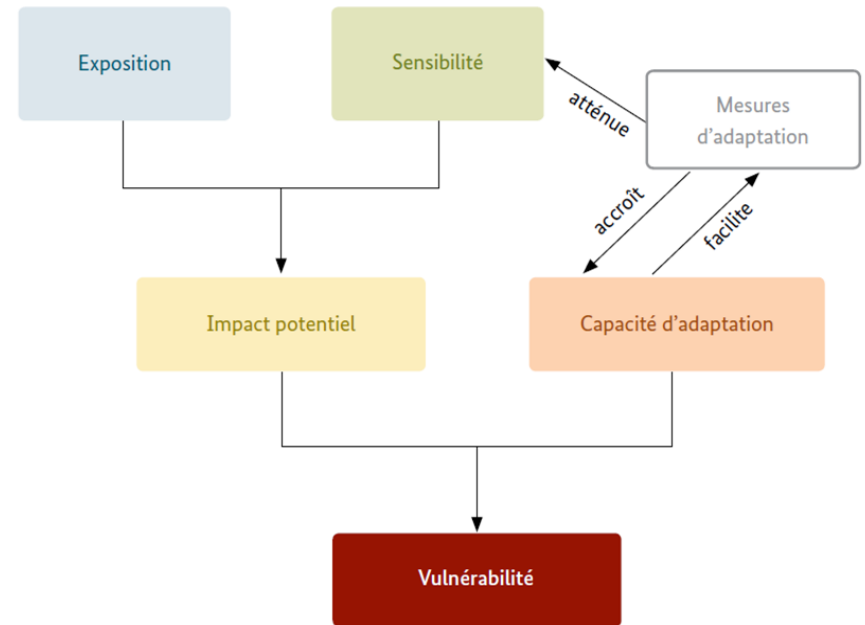 Exposition
Sensibilité
atténue
Mesures
d'adaptation
accroît
facilite
Impact potentiel
Capacité d'adaptation
Vulnérabilité